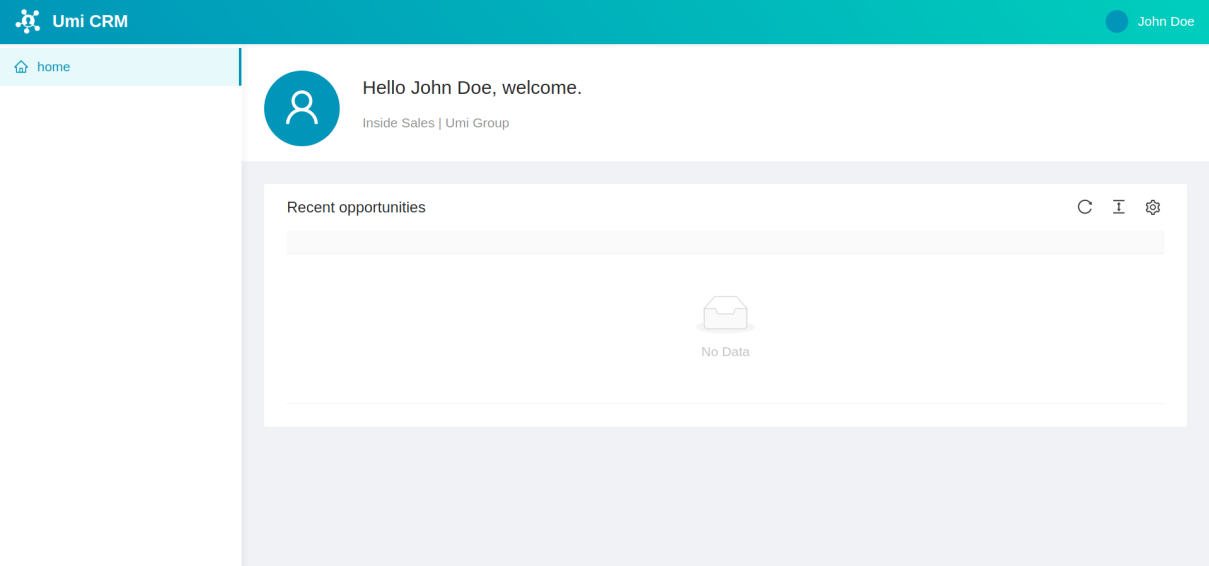 Umi CRM
John Doe
home
Hello John Doe, welcome.
Inside Sales | Umi Group
Recent opportunities
No Data